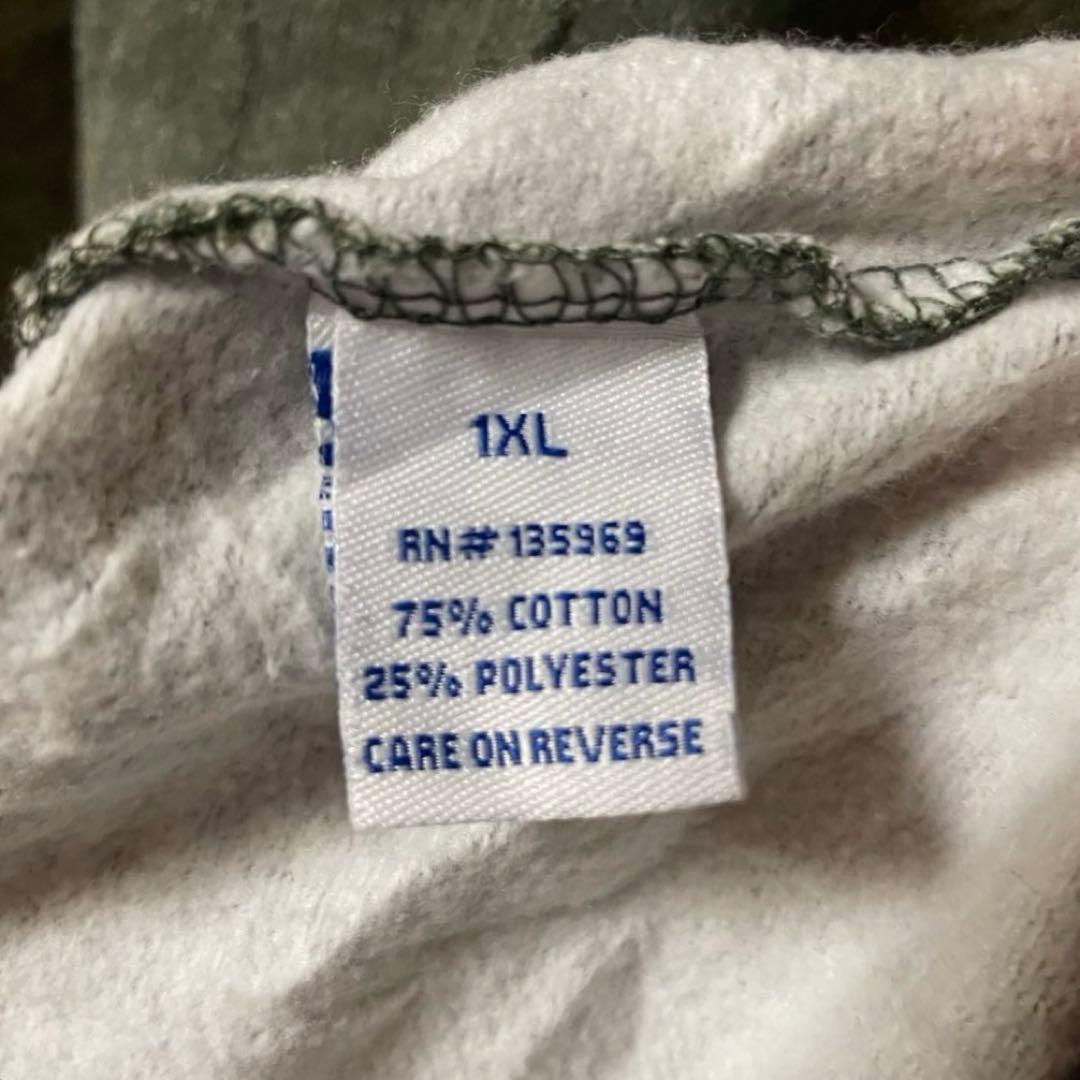 1XL
RN# 135969
75% COTTON
25% POLYESTER
CARE ON REVERSE